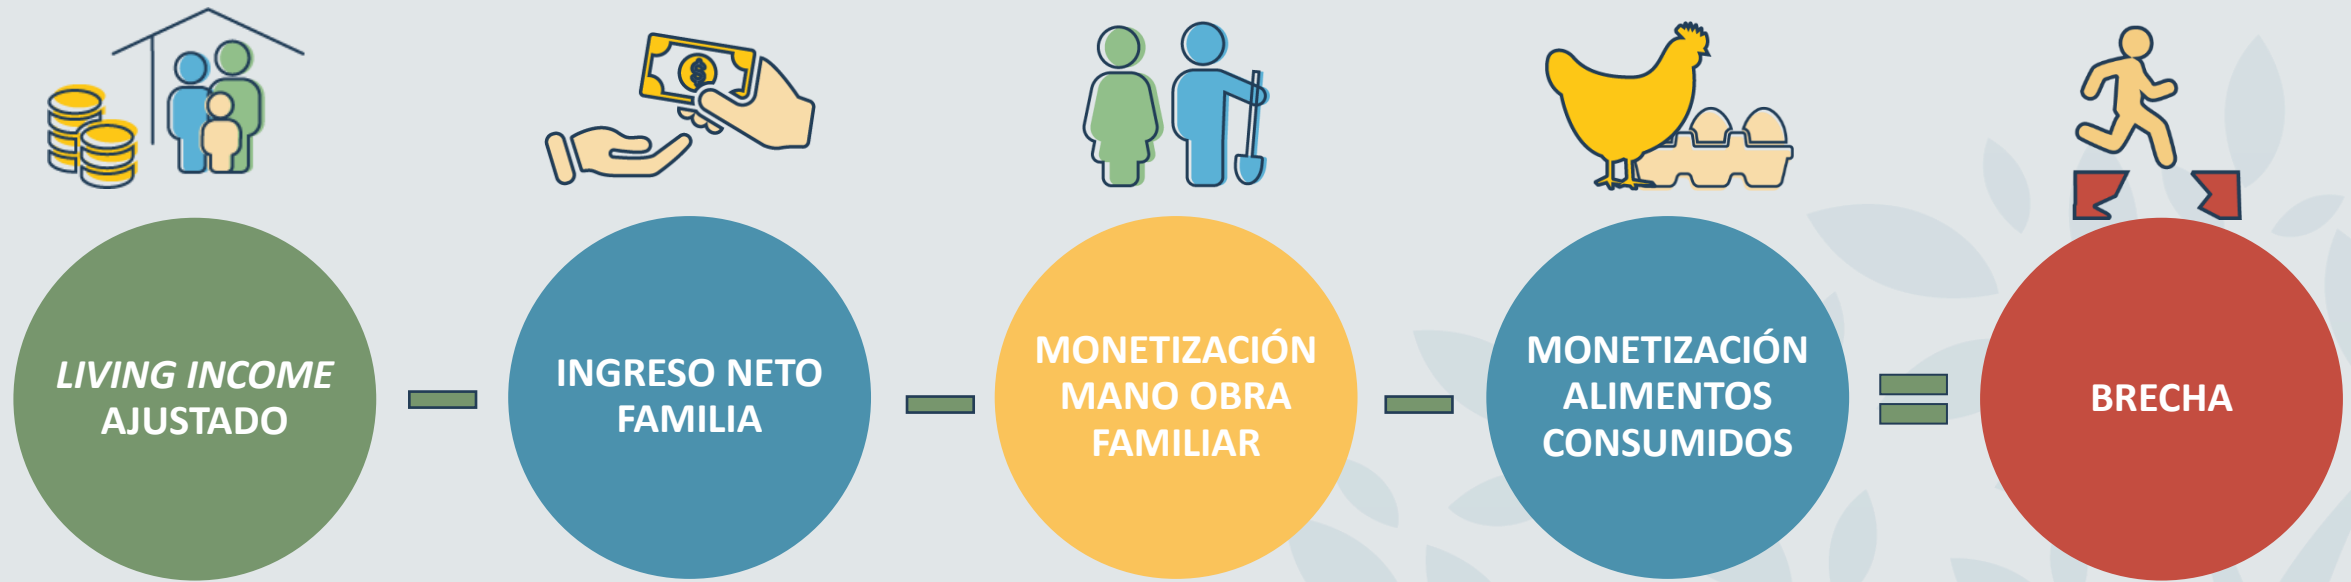 LIVING INCOME
AJUSTADO
INGRESO NETO
FAMILIA
MONETIZACIÓN
MANO OBRA
FAMILIAR
MONETIZACIÓN
ALIMENTOS
CONSUMIDOS
BRECHA